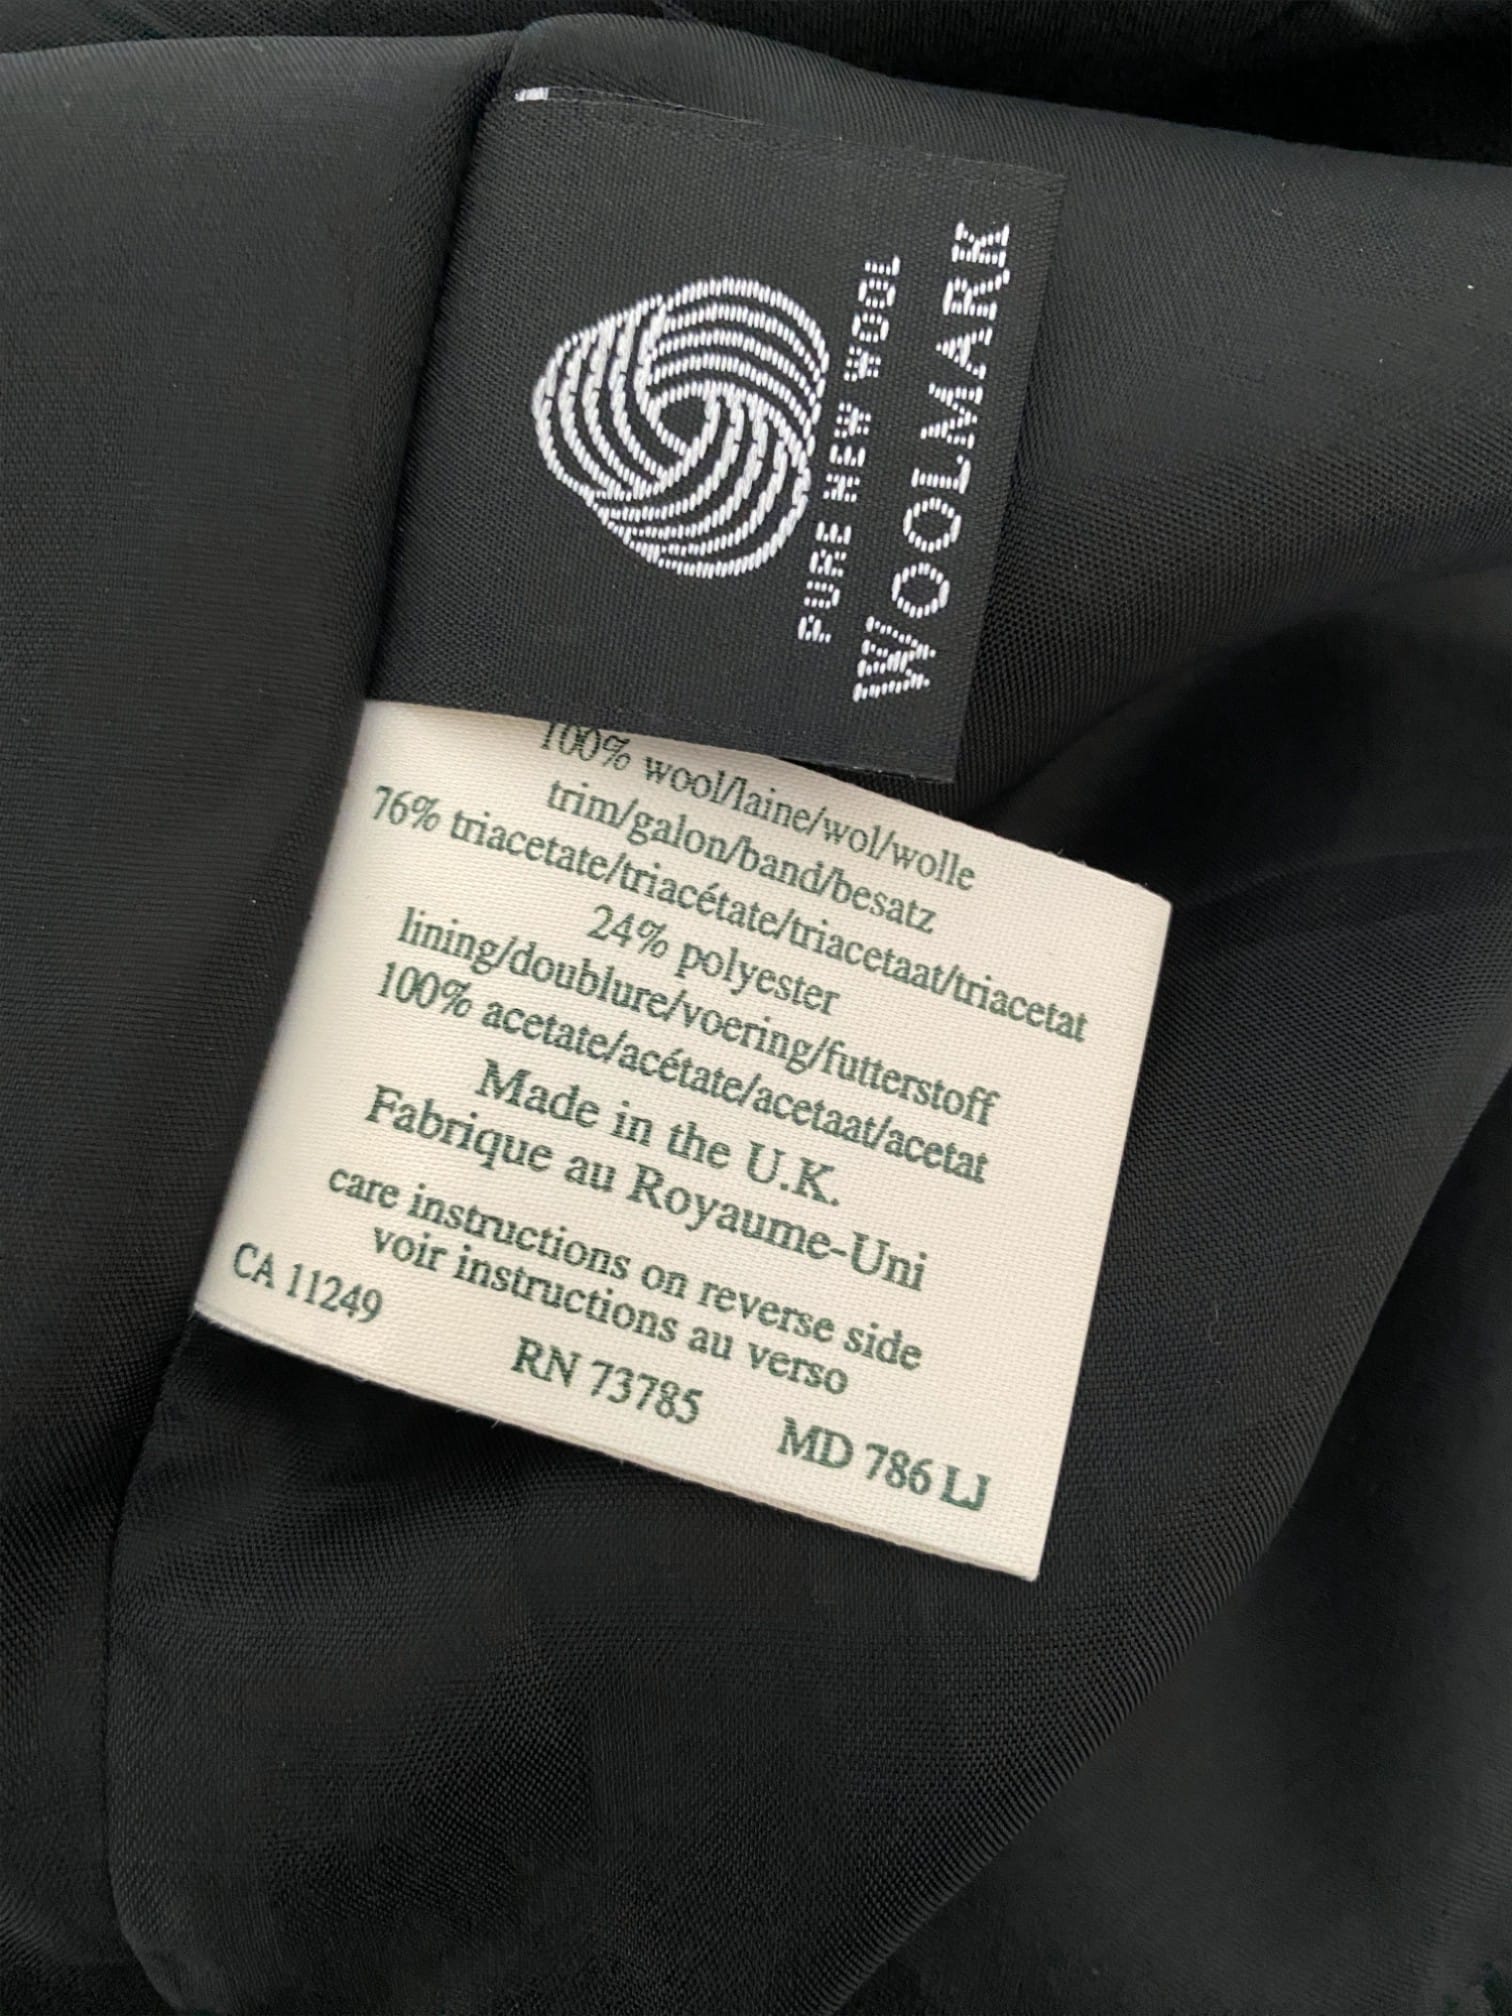 PURE NEW WOOL
WOOLMARK
100% wool/laine/wol/wolle
trim/galon/band/besatz
76% triacetate/triacétate/triacetaat/triacetat
24% polyester
lining/doublure/voering/futterstoff
100% acetate/acétate/acetaat/acetat
Made in the U.K.
Fabrique au Royaume-Uni
care instructions on reverse side
voir instructions au verso
CA 11249 RN 73785 MD 786 LJ